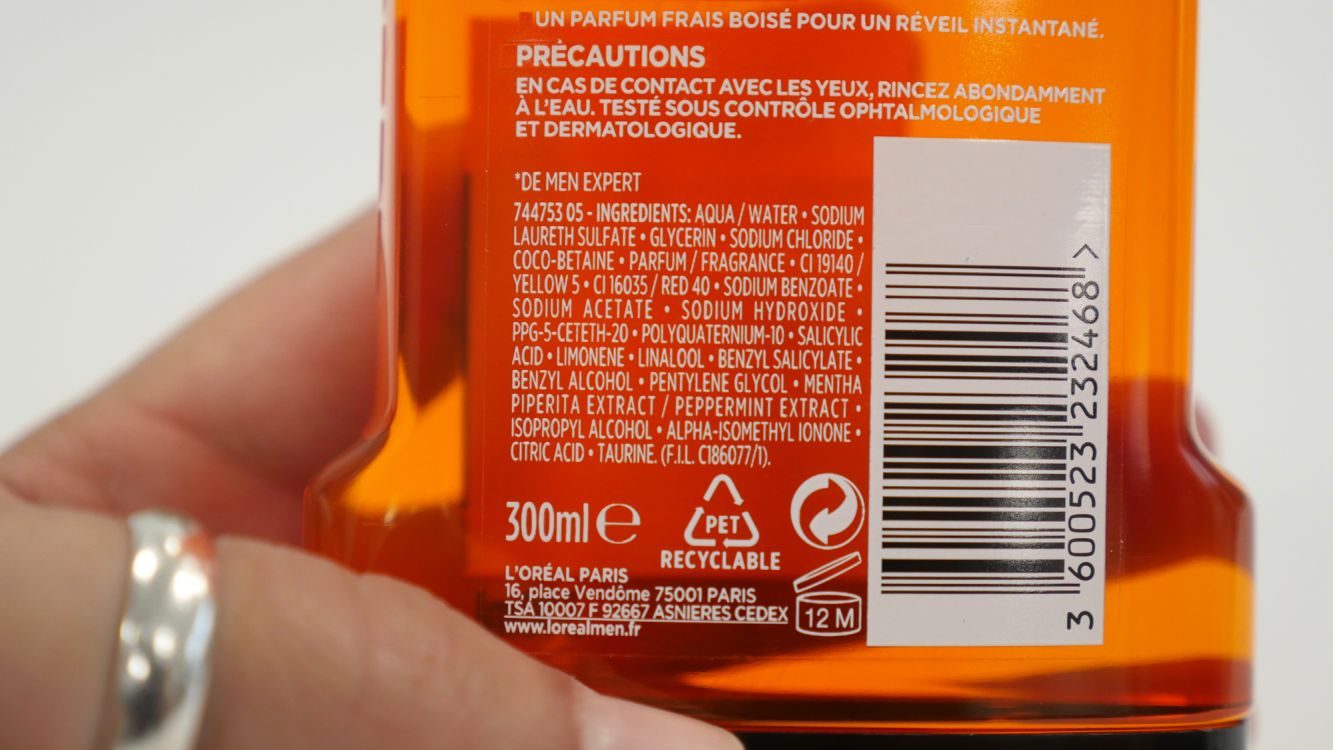 UN PARFUM FRAIS BOISÉ POUR UN RÉVEIL INSTANTANÉ.
PRÉCAUTIONS
EN CAS DE CONTACT AVEC LES YEUX, RINCEZ ABONDAMMENT
À L'EAU. TESTÉ SOUS CONTRÔLE OPHTALMOLOGIQUE
ET DERMATOLOGIQUE.
*DE MEN EXPERT
744753 05 - INGREDIENTS: AQUA / WATER • SODIUM
LAURETH SULFATE • GLYCERIN • SODIUM CHLORIDE •
COCO-BETAINE • PARFUM / FRAGRANCE • CI 19140 /
YELLOW 5 • CI 16035 / RED 40 • SODIUM BENZOATE •
SODIUM ACETATE • SODIUM HYDROXIDE •
PPG-5-CETETH-20 • POLYQUATERNIUM-10 • SALICYLIC
ACID • LIMONENE • LINALOOL • BENZYL SALICYLATE •
BENZYL ALCOHOL • PENTYLENE GLYCOL • MENTHA
PIPERITA EXTRACT / PEPPERMINT EXTRACT •
ISOPROPYL ALCOHOL • ALPHA-ISOMETHYL IONONE •
CITRIC ACID • TAURINE. (F.I.L. C186077/1).
300ml e
PET
RECYCLABLE
L'ORÉAL PARIS
16, place Vendôme 75001 PARIS
TSA 10007 F 92667 ASNIERES CEDEX
www.lorealmen.fr
12 M
3 600523 232468 >